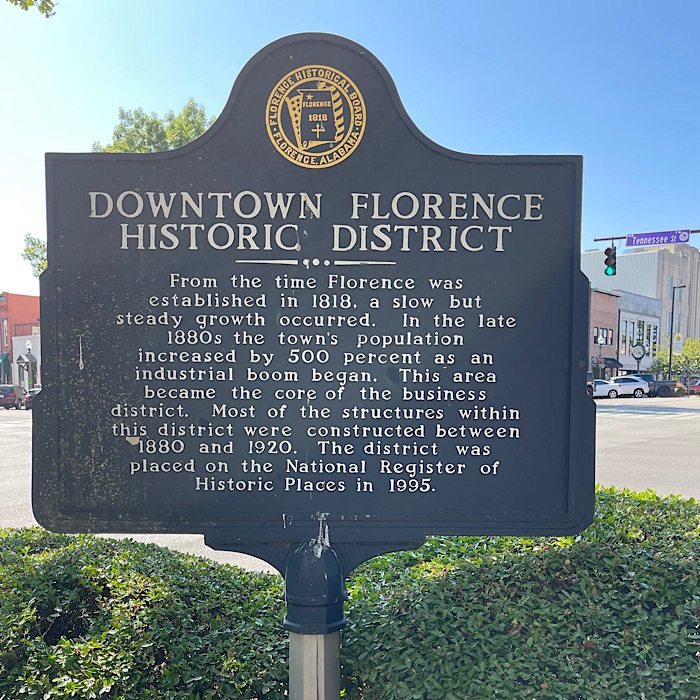 FLORENCE HISTORICAL BOARD
FLORENCE
1818
FLORENCE, ALABAMA
DOWNTOWN FLORENCE
HISTORIC DISTRICT
From the time Florence was
established in 1818, a slow but
steady growth occurred. In the late
1880s the town's population
increased by 500 percent as an
industrial boom began. This area
became the core of the business
district. Most of the structures within
this district were constructed between
1880 and 1920. The district was
placed on the National Register of
Historic Places in 1995.
Tennessee St